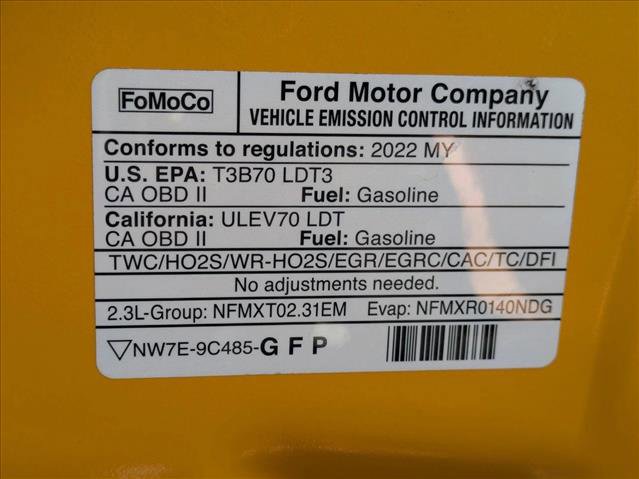 FoMoCo
Ford Motor Company
VEHICLE EMISSION CONTROL INFORMATION
Conforms to regulations: 2022 MY
U.S. EPA: T3B70 LDT3
CA OBD II Fuel: Gasoline
California: ULEV70 LDT
CA OBD II Fuel: Gasoline
TWC/HO2S/WR-HO2S/EGR/EGRC/CAC/TC/DFI
No adjustments needed.
2.3L-Group: NFMXT02.31EM Evap: NFMXR0140NDG
NW7E-9C485-G F P